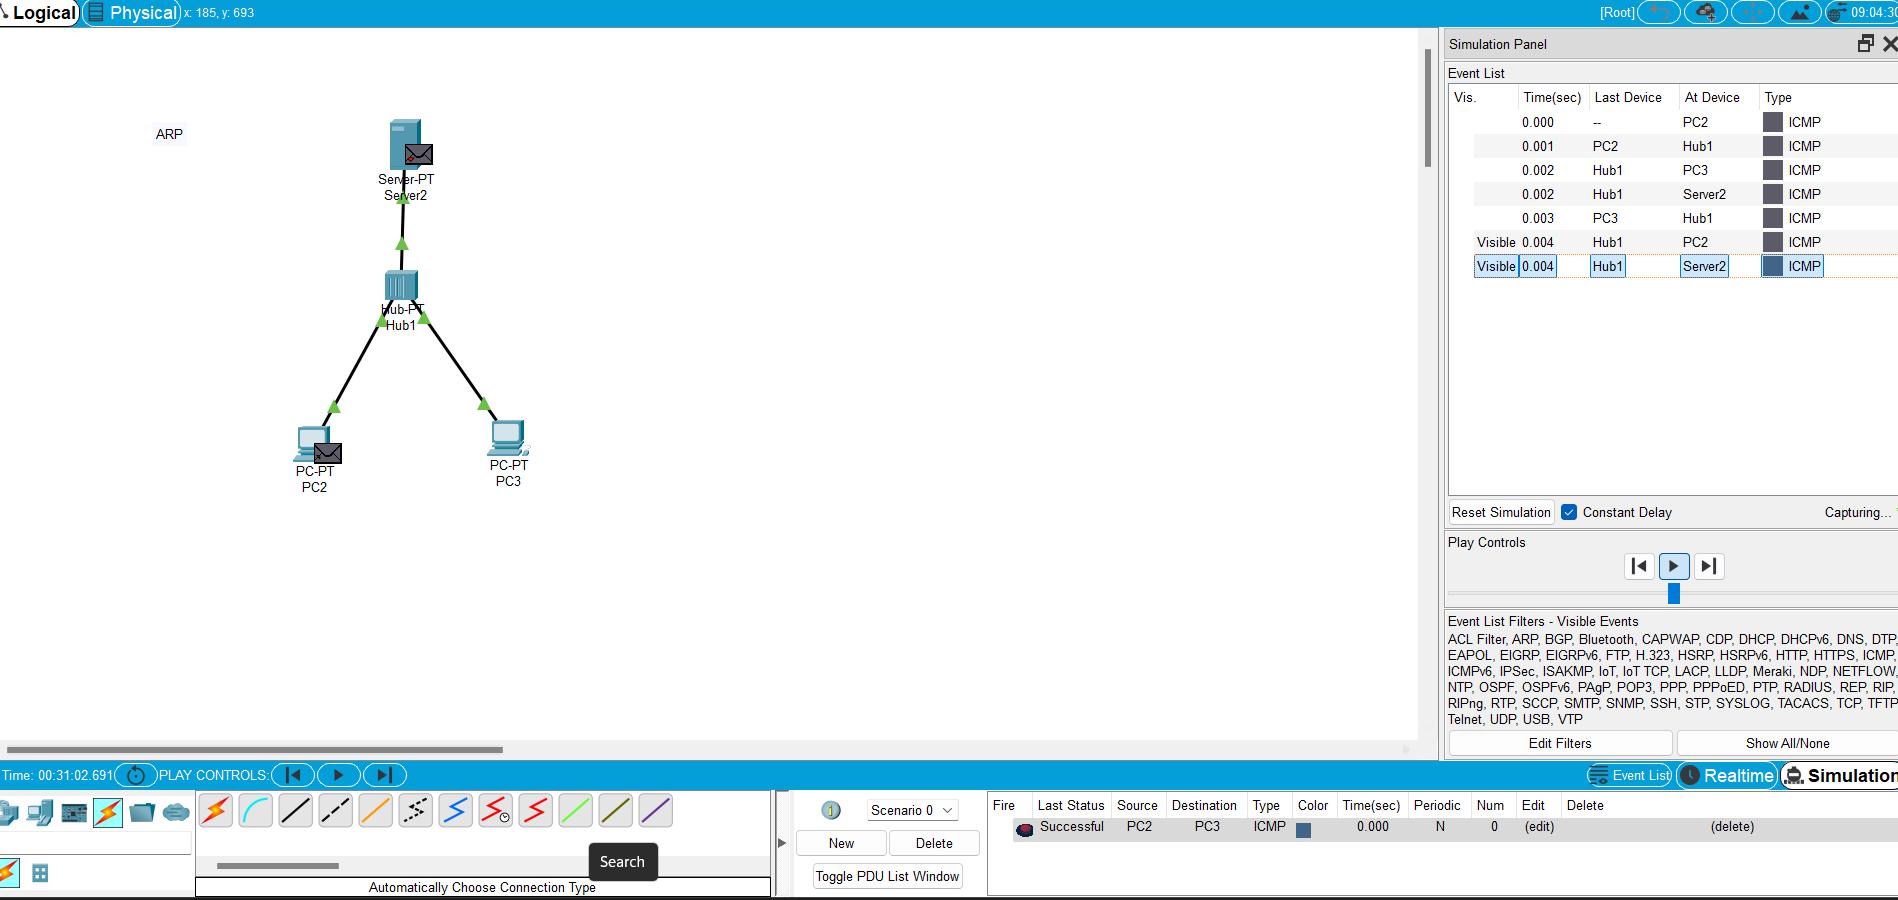 Logical Physical x: 185, y: 693 [Root] 09:04:30
ARP
Server-PT
Server2
Hub-PT
Hub1
PC-PT
PC2
PC-PT
PC3
Simulation Panel
Event List
Vis. Time(sec) Last Device At Device Type
0.000 -- PC2 ICMP
0.001 PC2 Hub1 ICMP
0.002 Hub1 PC3 ICMP
0.002 Hub1 Server2 ICMP
0.003 PC3 Hub1 ICMP
Visible 0.004 Hub1 PC2 ICMP
Visible 0.004 Hub1 Server2 ICMP
Reset Simulation Constant Delay Capturing...
Play Controls
Event List Filters - Visible Events
ACL Filter, ARP, BGP, Bluetooth, CAPWAP, CDP, DHCP, DHCPv6, DNS, DTP,
EAPOL, EIGRP, EIGRPv6, FTP, H.323, HSRP, HSRPv6, HTTP, HTTPS, ICMP,
ICMPv6, IPSec, ISAKMP, IoT, IoT TCP, LACP, LLDP, Meraki, NDP, NETFLOW,
NTP, OSPF, OSPFv6, PAgP, POP3, PPP, PPPoED, PTP, RADIUS, REP, RIP,
RIPng, RTP, SCCP, SMTP, SNMP, SSH, STP, SYSLOG, TACACS, TCP, TFTP,
Telnet, UDP, USB, VTP
Edit Filters Show All/None
Time: 00:31:02.691 PLAY CONTROLS: Event List Realtime Simulation
Scenario 0
New Delete
Toggle PDU List Window
Fire Last Status Source Destination Type Color Time(sec) Periodic Num Edit Delete
Successful PC2 PC3 ICMP 0.000 N 0 (edit) (delete)
Search
Automatically Choose Connection Type